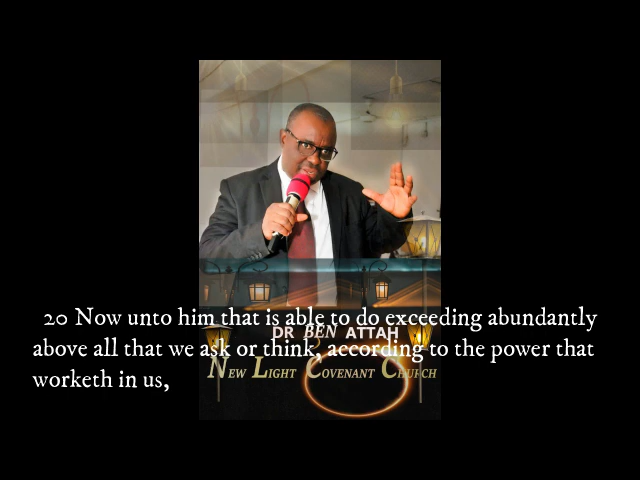 20 Now unto him that is able to do exceeding abundantly
DR BEN ATTAH
above all that we ask or think, according to the power that
NEW LIGHT COVENANT CHURCH
worketh in us,